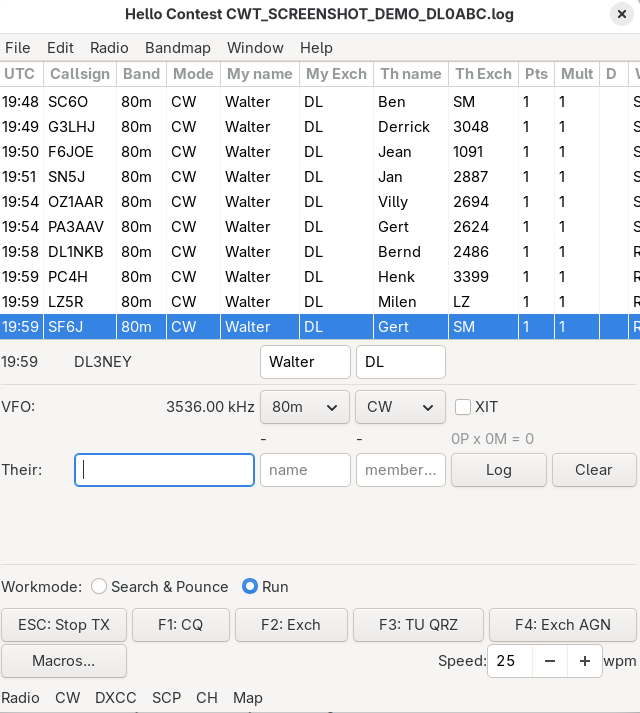 Hello Contest CWT_SCREENSHOT_DEMO_DL0ABC.log
File Edit Radio Bandmap Window Help
UTC Callsign Band Mode My name My Exch Th name Th Exch Pts Mult D
19:48 SC6O 80m CW Walter DL Ben SM 1 1 S
19:49 G3LHJ 80m CW Walter DL Derrick 3048 1 1 S
19:50 F6JOE 80m CW Walter DL Jean 1091 1 1 S
19:51 SN5J 80m CW Walter DL Jan 2887 1 1 S
19:54 OZ1AAR 80m CW Walter DL Villy 2694 1 1 S
19:54 PA3AAV 80m CW Walter DL Gert 2624 1 1 S
19:58 DL1NKB 80m CW Walter DL Bernd 2486 1 1 R
19:59 PC4H 80m CW Walter DL Henk 3399 1 1 R
19:59 LZ5R 80m CW Walter DL Milen LZ 1 1 R
19:59 SF6J 80m CW Walter DL Gert SM 1 1 R
19:59 DL3NEY Walter DL
VFO: 3536.00 kHz 80m CW XIT
- - 0P x 0M = 0
Their: name member... Log Clear
Workmode: Search & Pounce Run
ESC: Stop TX F1: CQ F2: Exch F3: TU QRZ F4: Exch AGN
Macros... Speed: 25 wpm
Radio CW DXCC SCP CH Map